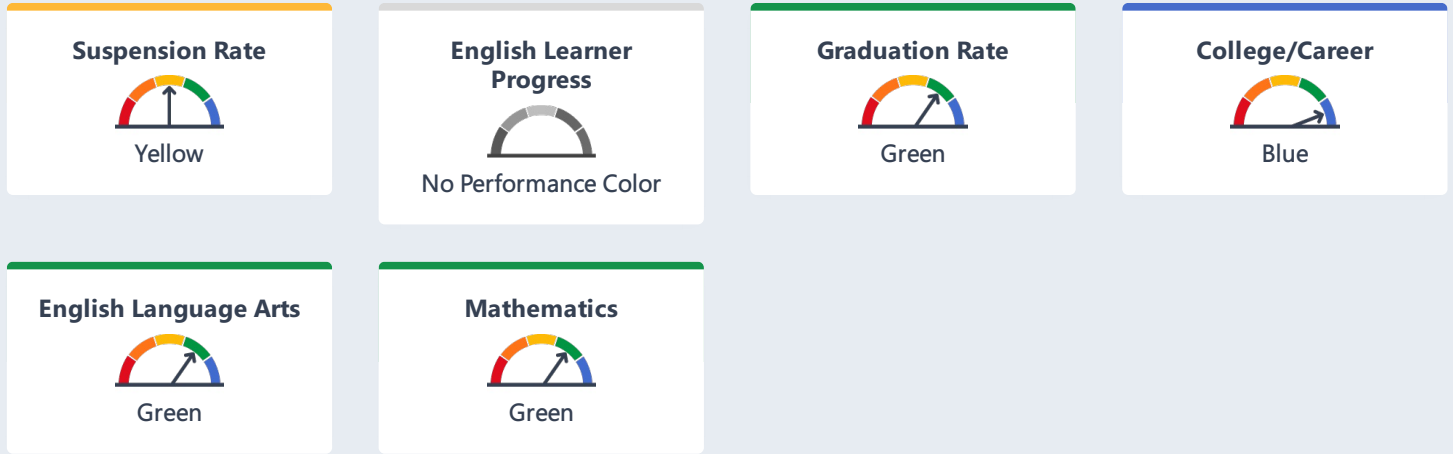 Suspension Rate
Yellow
English Learner
Progress
No Performance Color
Graduation Rate
Green
College/Career
Blue
English Language Arts
Green
Mathematics
Green